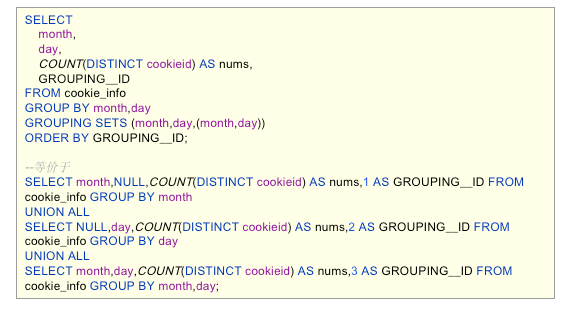 SELECT
month,
day,
COUNT(DISTINCT cookieid) AS nums,
GROUPING__ID
FROM cookie_info
GROUP BY month,day
GROUPING SETS (month,day,(month,day))
ORDER BY GROUPING__ID;
--等价于
SELECT month,NULL,COUNT(DISTINCT cookieid) AS nums,1 AS GROUPING__ID FROM
cookie_info GROUP BY month
UNION ALL
SELECT NULL,day,COUNT(DISTINCT cookieid) AS nums,2 AS GROUPING__ID FROM
cookie_info GROUP BY day
UNION ALL
SELECT month,day,COUNT(DISTINCT cookieid) AS nums,3 AS GROUPING__ID FROM
cookie_info GROUP BY month,day;